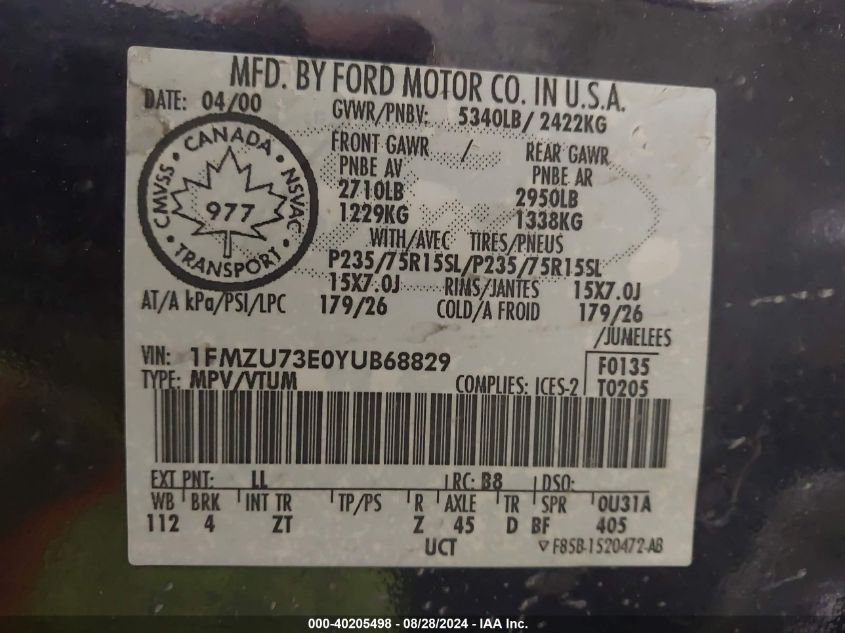 MFD. BY FORD MOTOR CO. IN U.S.A.
DATE: 04/00 GVWR/PNBV: 5340LB/ 2422KG
CANADA
CMVSS NSVAC
977
TRANSPORT
FRONT GAWR / REAR GAWR
PNBE AV PNBE AR
2710LB 2950LB
1229KG 1338KG
WITH/AVEC TIRES/PNEUS
P235/75R15SL/P235/75R15SL
15X7.0J RIMS/JANTES 15X7.0J
AT/A kPa/PSI/LPC 179/26 COLD/A FROID 179/26
/JUMELEES
VIN: 1FMZU73E0YUB68829 F0135
TYPE: MPV/VTUM COMPLIES: ICES-2 T0205
EXT PNT: LL RC: B8 DSO:
WB BRK INT TR TP/PS R AXLE TR SPR 0U31A
112 4 ZT Z 45 D BF 405
UCT F85B-1520472-AB
000-40205498 - 08/28/2024 - IAA Inc.